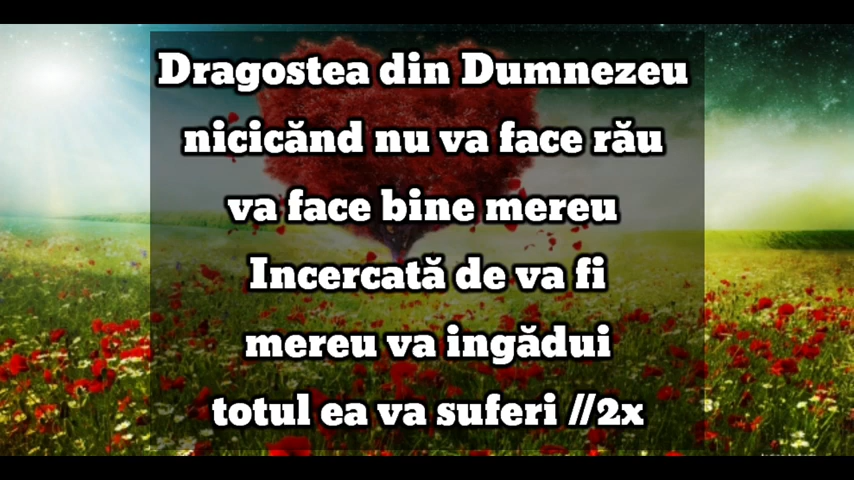 Dragostea din Dumnezeu
nicicănd nu va face rău
va face bine mereu
Incercată de va fi
mereu va ingădui
totul ea va suferi //2x